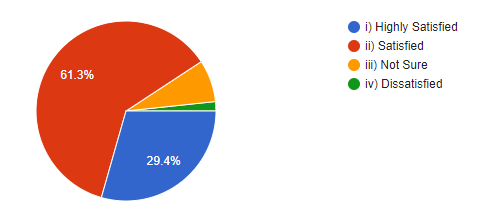 61.3%
29.4%
i) Highly Satisfied
ii) Satisfied
iii) Not Sure
iv) Dissatisfied